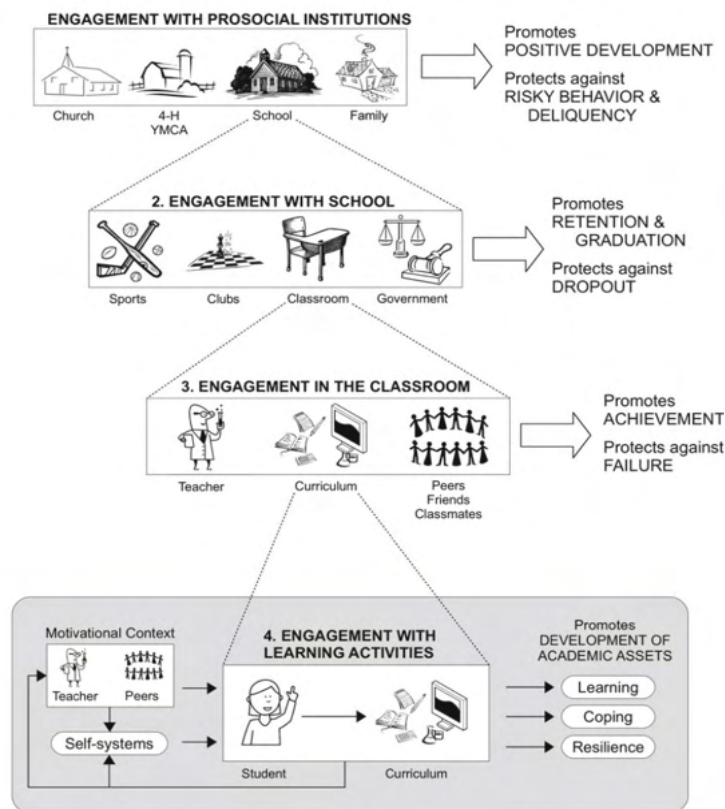 ENGAGEMENT WITH PROSOCIAL INSTITUTIONS
Church
4-H
YMCA
School
Family
Promotes
POSITIVE DEVELOPMENT
Protects against
RISKY BEHAVIOR &
DELIQUENCY
2. ENGAGEMENT WITH SCHOOL
Sports
Clubs
Classroom
Government
Promotes
RETENTION &
GRADUATION
Protects against
DROPOUT
3. ENGAGEMENT IN THE CLASSROOM
Teacher
Curriculum
Peers
Friends
Classmates
Promotes
ACHIEVEMENT
Protects against
FAILURE
Motivational Context
Teacher
Peers
Self-systems
4. ENGAGEMENT WITH
LEARNING ACTIVITIES
Student
Curriculum
Promotes
DEVELOPMENT OF
ACADEMIC ASSETS
Learning
Coping
Resilience